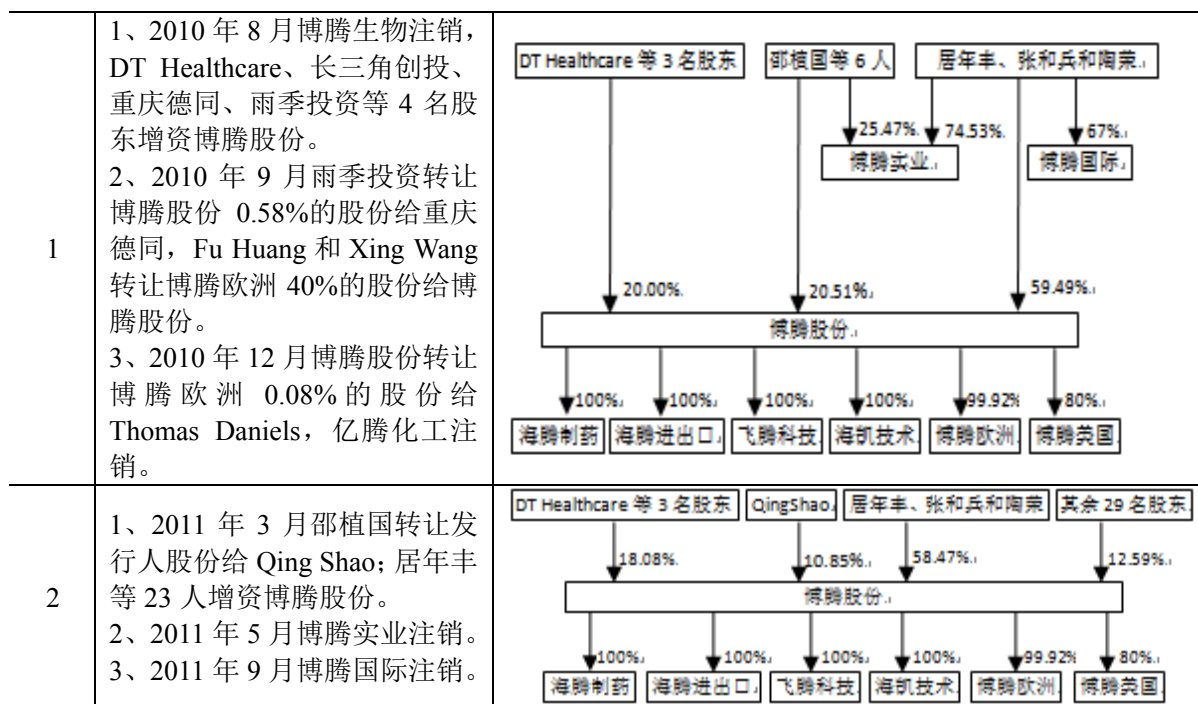 1
1、2010 年 8 月博腾生物注销，
DT Healthcare、长三角创投、
重庆德同、雨季投资等 4 名股
东增资博腾股份。
2、2010 年 9 月雨季投资转让
博腾股份 0.58%的股份给重庆
德同，Fu Huang 和 Xing Wang
转让博腾欧洲 40%的股份给博
腾股份。
3、2010 年 12 月博腾股份转让
博腾欧洲 0.08%的股份给
Thomas Daniels，亿腾化工注
销。
DT Healthcare 等 3 名股东 邵植国等 6 人 居年丰、张和兵和陶荣
25.47% 74.53% 67%
博腾实业 博腾国际
20.00% 20.51% 59.49%
博腾股份
100% 100% 100% 100% 99.92% 80%
海腾制药 海腾进出口 飞腾科技 海凯技术 博腾欧洲 博腾英国
2
1、2011 年 3 月邵植国转让发
行人股份给 Qing Shao；居年丰
等 23 人增资博腾股份。
2、2011 年 5 月博腾实业注销。
3、2011 年 9 月博腾国际注销。
DT Healthcare 等 3 名股东 QingShao 居年丰、张和兵和陶荣 其余 29 名股东
18.08% 10.85% 58.47% 12.59%
博腾股份
100% 100% 100% 100% 99.92% 80%
海腾制药 海腾进出口 飞腾科技 海凯技术 博腾欧洲 博腾英国